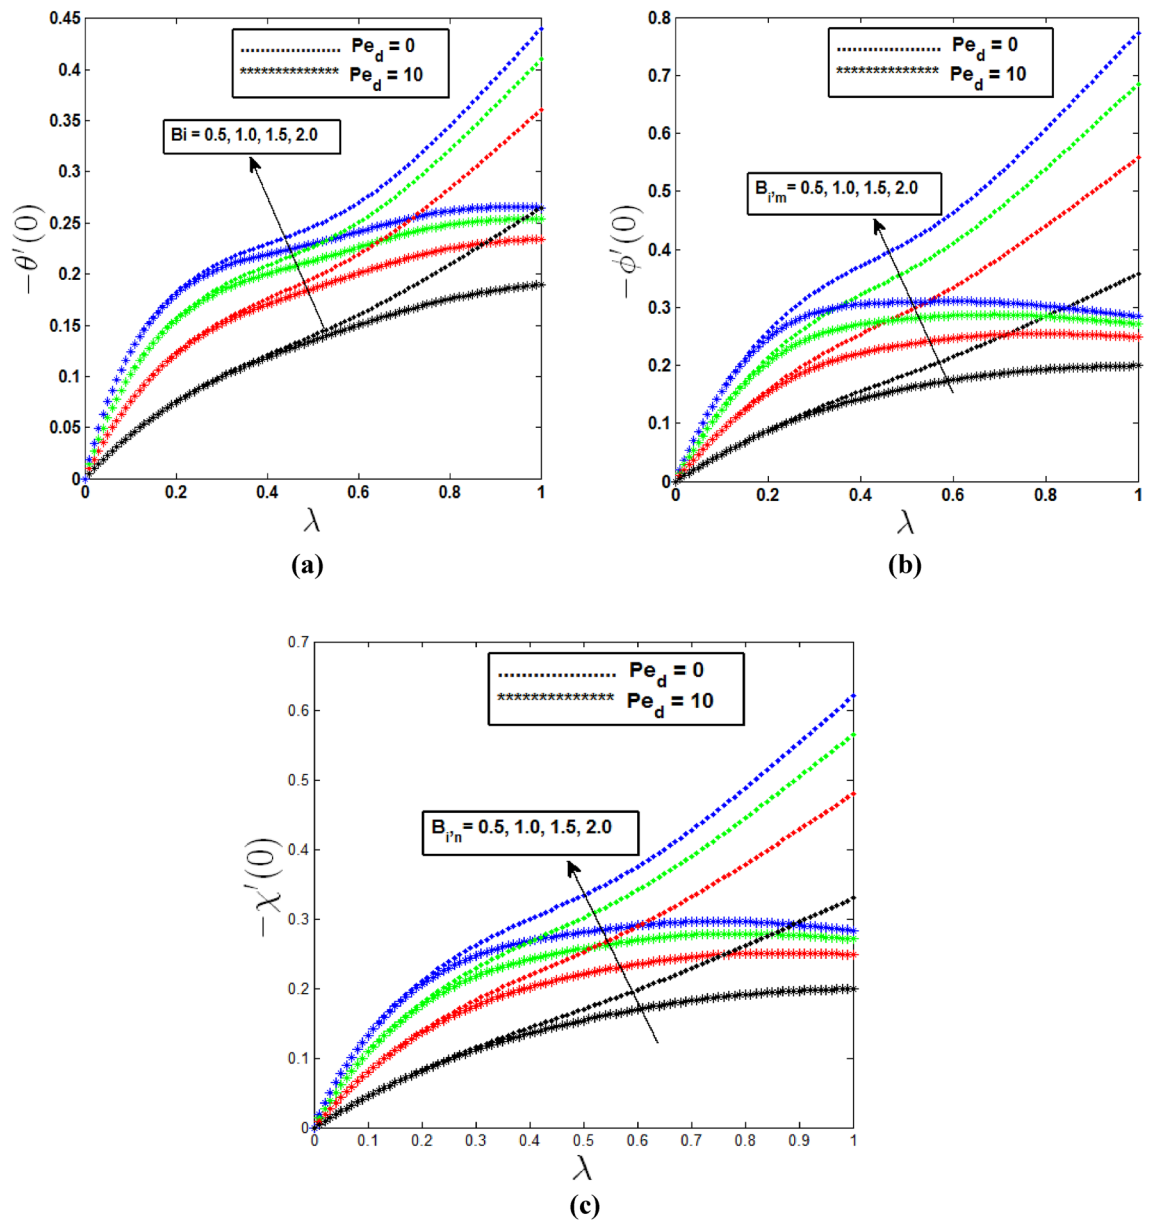 0.45
0.4
0.35
0.3
0.25
0.2
0.15
0.1
0.05
0
−θ′(0)
.................... Pe_d = 0
************** Pe_d = 10
Bi = 0.5, 1.0, 1.5, 2.0
0 0.2 0.4 0.6 0.8 1
λ
(a)
0.8
0.7
0.6
0.5
0.4
0.3
0.2
0.1
0
−ϕ′(0)
.................... Pe_d = 0
************** Pe_d = 10
B_i'm = 0.5, 1.0, 1.5, 2.0
0 0.2 0.4 0.6 0.8 1
λ
(b)
0.7
0.6
0.5
0.4
0.3
0.2
0.1
0
−χ′(0)
.................... Pe_d = 0
************** Pe_d = 10
B_i'n = 0.5, 1.0, 1.5, 2.0
0 0.1 0.2 0.3 0.4 0.5 0.6 0.7 0.8 0.9 1
λ
(c)